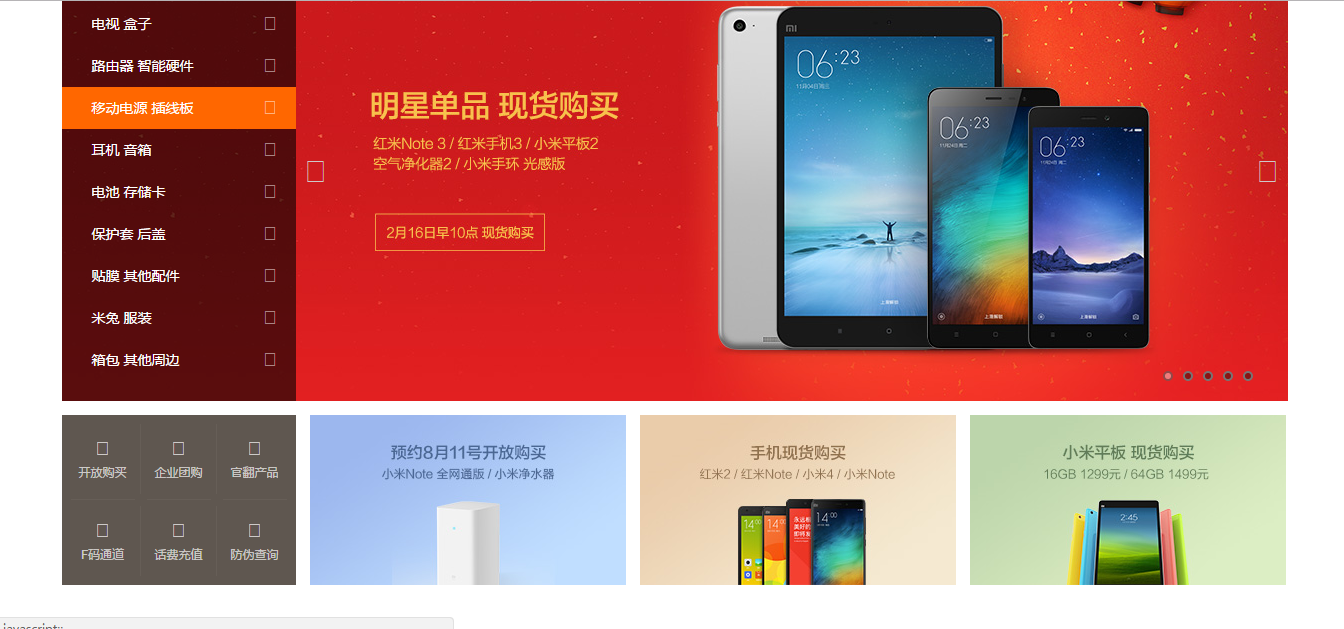 电视 盒子
路由器 智能硬件
移动电源 插线板
耳机 音箱
电池 存储卡
保护套 后盖
贴膜 其他配件
米兔 服装
箱包 其他周边
明星单品 现货购买
红米Note 3 / 红米手机3 / 小米平板2
空气净化器2 / 小米手环 光感版
2月16日早10点 现货购买
MI
06:23
06:23
06:23
开放购买
企业团购
官翻产品
F码通道
话费充值
防伪查询
预约8月11号开放购买
小米Note 全网通版 / 小米净水器
手机现货购买
红米2 / 红米Note / 小米4 / 小米Note
14:00
小米平板 现货购买
16GB 1299元 / 64GB 1499元
2:45